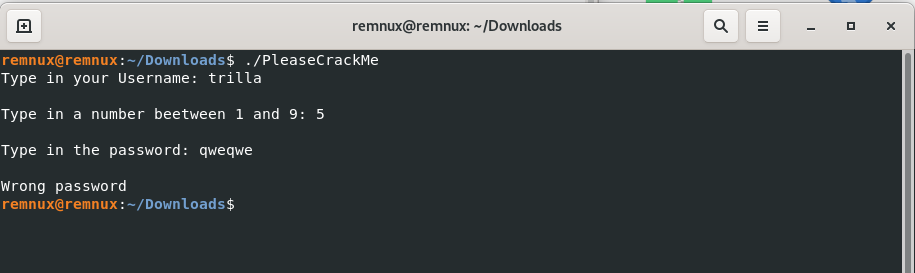 remnux@remnux: ~/Downloads
remnux@remnux:~/Downloads$ ./PleaseCrackMe
Type in your Username: trilla
Type in a number beetween 1 and 9: 5
Type in the password: qweqwe
Wrong password
remnux@remnux:~/Downloads$